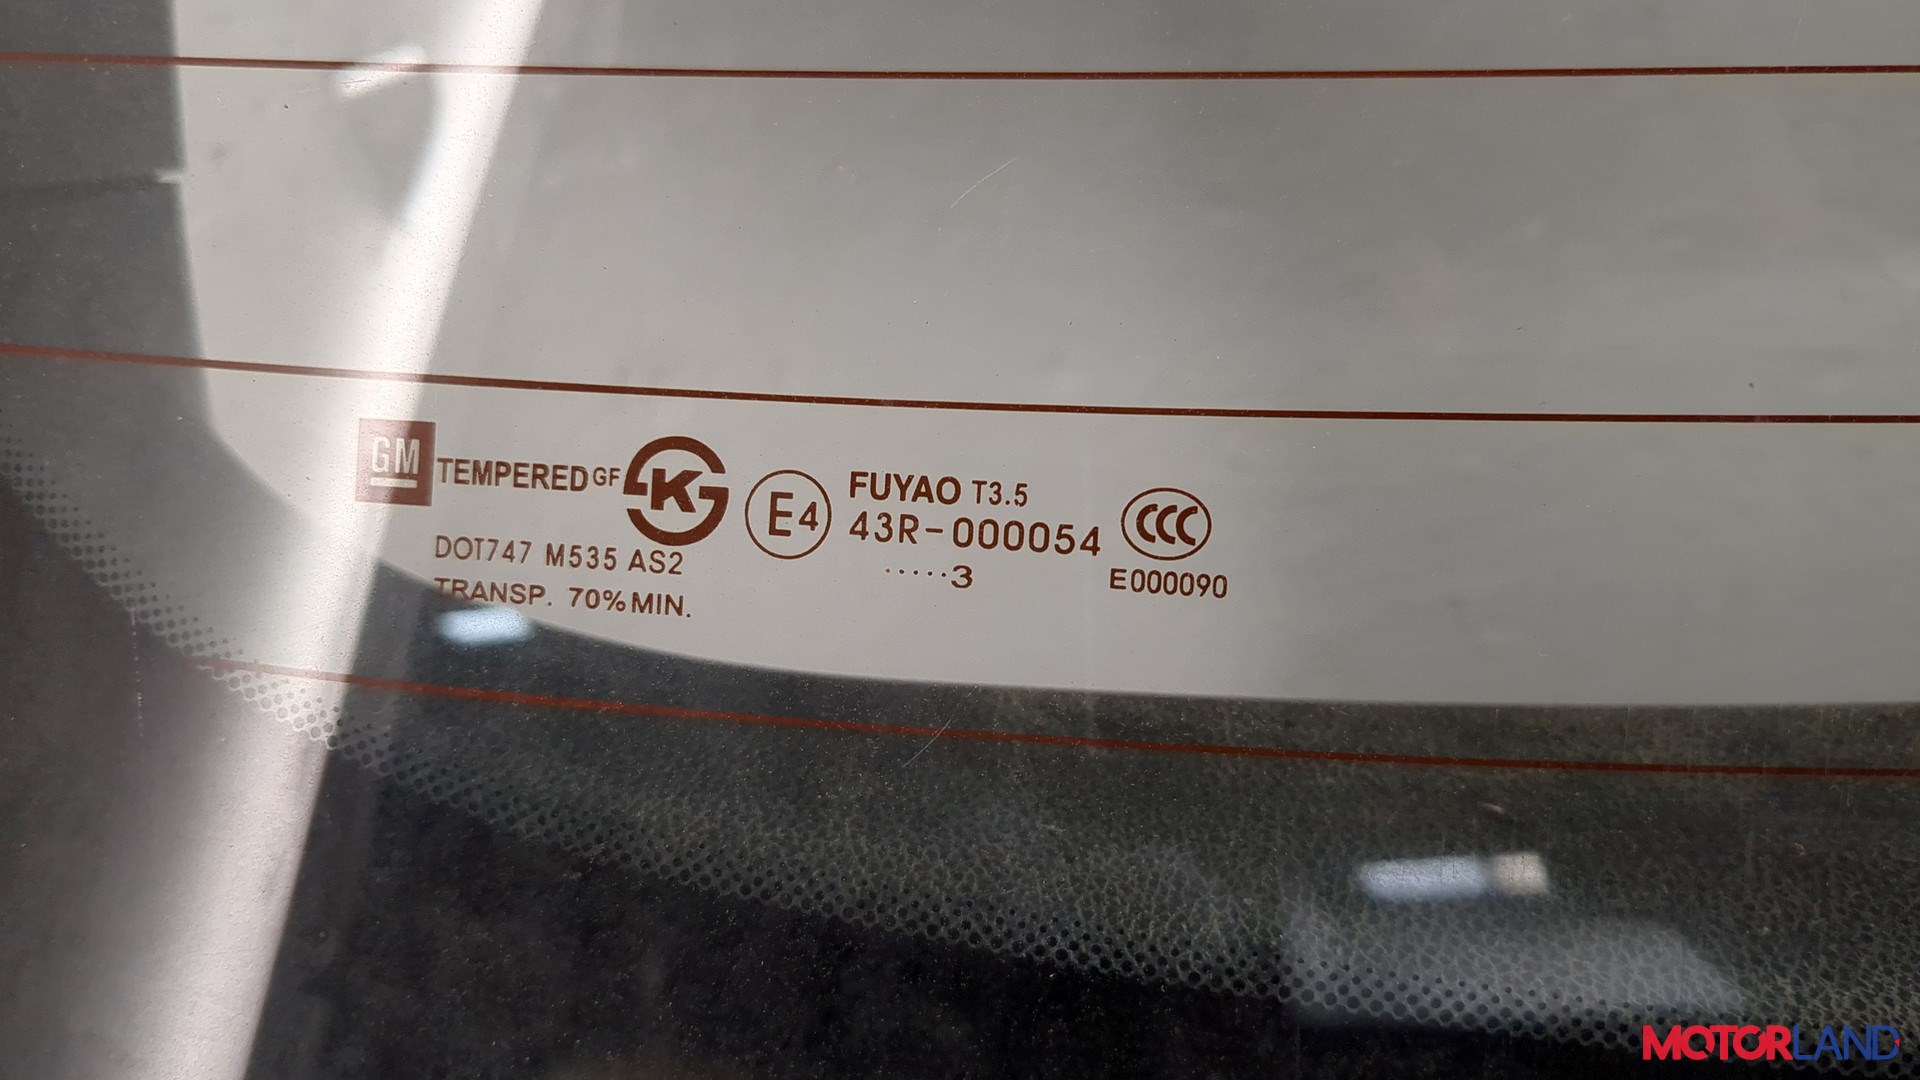 GM TEMPERED GF K
DOT747 M535 AS2
TRANSP. 70% MIN.
E4
FUYAO T3.5
43R-000054
·····3
CCC
E000090
MOTORLAND